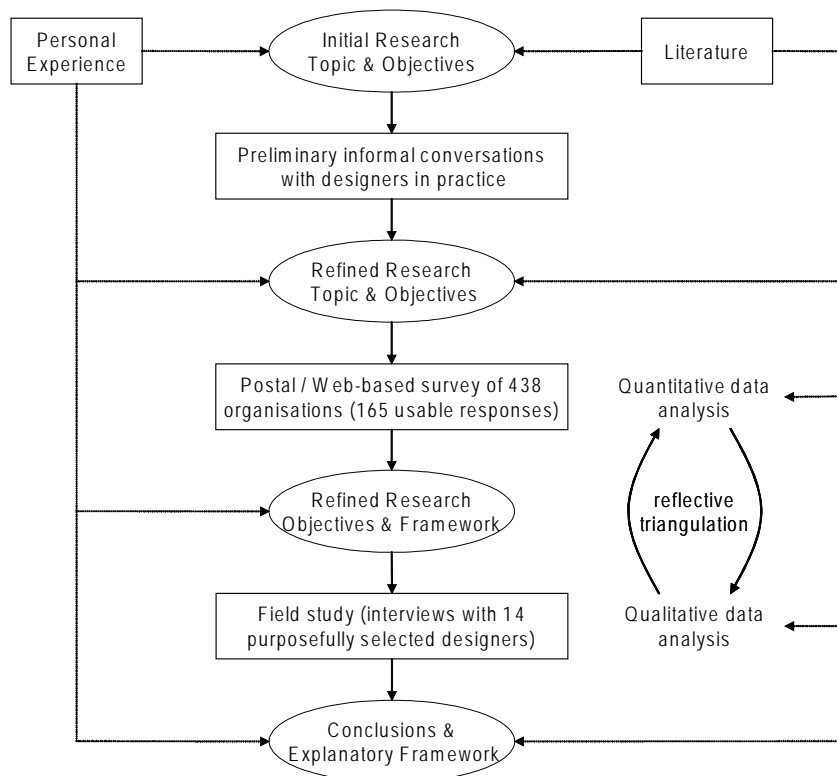 Personal
Experience
Initial Research
Topic & Objectives
Literature
Preliminary informal conversations
with designers in practice
Refined Research
Topic & Objectives
Postal / Web-based survey of 438
organisations (165 usable responses)
Quantitative data
analysis
Refined Research
Objectives & Framework
reflective
triangulation
Field study (interviews with 14
purposefully selected designers)
Qualitative data
analysis
Conclusions &
Explanatory Framework